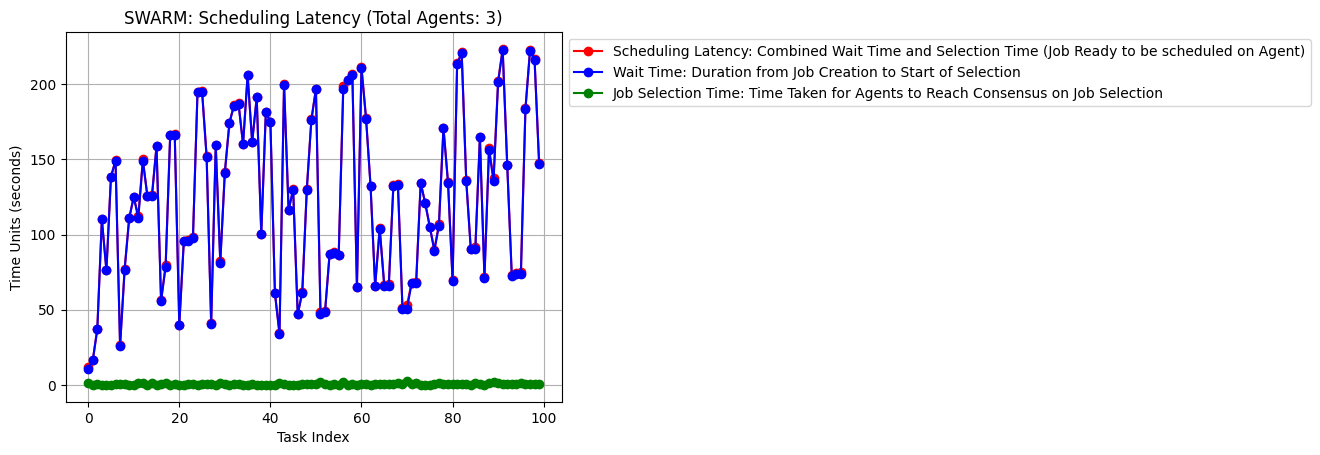 SWARM: Scheduling Latency (Total Agents: 3)
Scheduling Latency: Combined Wait Time and Selection Time (Job Ready to be scheduled on Agent)
Wait Time: Duration from Job Creation to Start of Selection
Job Selection Time: Time Taken for Agents to Reach Consensus on Job Selection
Time Units (seconds)
200
150
100
50
0
0 20 40 60 80 100
Task Index